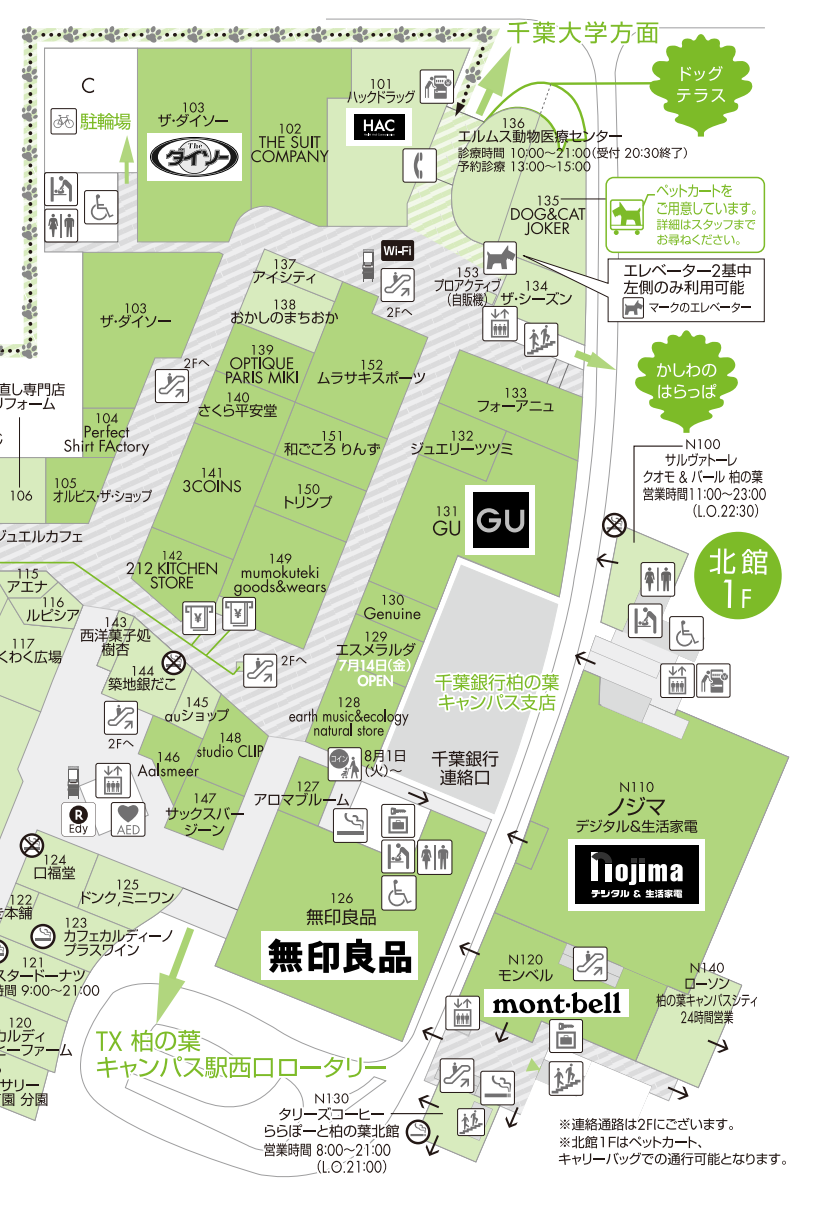 千葉大学方面
C
駐輪場
103
ザ・ダイソー
The
ダイソー
102
THE SUIT
COMPANY
101
ハックドラッグ
HAC
ドッグ
テラス
136
エルムス動物医療センター
診療時間 10:00〜21:00(受付 20:30終了)
予約診療 13:00〜15:00
135
DOG&CAT
JOKER
ペットカートを
ご用意しています。
詳細はスタッフまで
お尋ねください。
エレベーター2基中
左側のみ利用可能
マークのエレベーター
Wi-Fi
2Fへ
153
プロアクティブ
(自販機)
134
ザ・シーズン
137
アイシティ
138
おかしのまちおか
103
ザ・ダイソー
139
OPTIQUE
PARIS MIKI
152
ムラサキスポーツ
2Fへ
140
さくら平安堂
133
フォーアニュ
かしわの
はらっぱ
直し専門店
リフォーム
104
Perfect
Shirt FActory
151
和ごころ りんず
132
ジュエリーツツミ
N100
サルヴァトーレ
クオモ & バール 柏の葉
営業時間11:00〜23:00
(L.O.22:30)
106
105
オルビス・ザ・ショップ
141
3COINS
150
トリンプ
131
GU
GU
ジュエルカフェ
142
212 KITCHEN
STORE
149
mumokuteki
goods&wears
北館
1F
115
アエナ
116
ルピシア
117
くわく広場
143
西洋菓子処
樹杏
130
Genuine
129
エスメラルダ
7月14日(金)
OPEN
144
築地銀だこ
2Fへ
千葉銀行柏の葉
キャンパス支店
145
auショップ
128
earth music&ecology
natural store
2Fへ
148
studio CLIP
146
Aalsmeer
コイン
8月1日
(火)〜
千葉銀行
連絡口
147
サックスバー
ジーン
127
アロマブルーム
N110
ノジマ
デジタル&生活家電
nojima
デジタル & 生活家電
R
Edy
AED
124
口福堂
125
ドンク,ミニワン
126
無印良品
無印良品
122
本舗
123
カフェカルディーノ
プラスワイン
121
スタードーナツ
間 9:00〜21:00
N120
モンベル
mont-bell
N140
ローソン
柏の葉キャンパスシティ
24時間営業
120
カルディ
ヒーファーム
TX 柏の葉
キャンパス駅西口ロータリー
サリー
園 分園
N130
タリーズコーヒー
ららぽーと柏の葉北館
営業時間 8:00〜21:00
(L.O.21:00)
※連絡通路は2Fにございます。
※北館1Fはペットカート、
キャリーバッグでの通行可能となります。